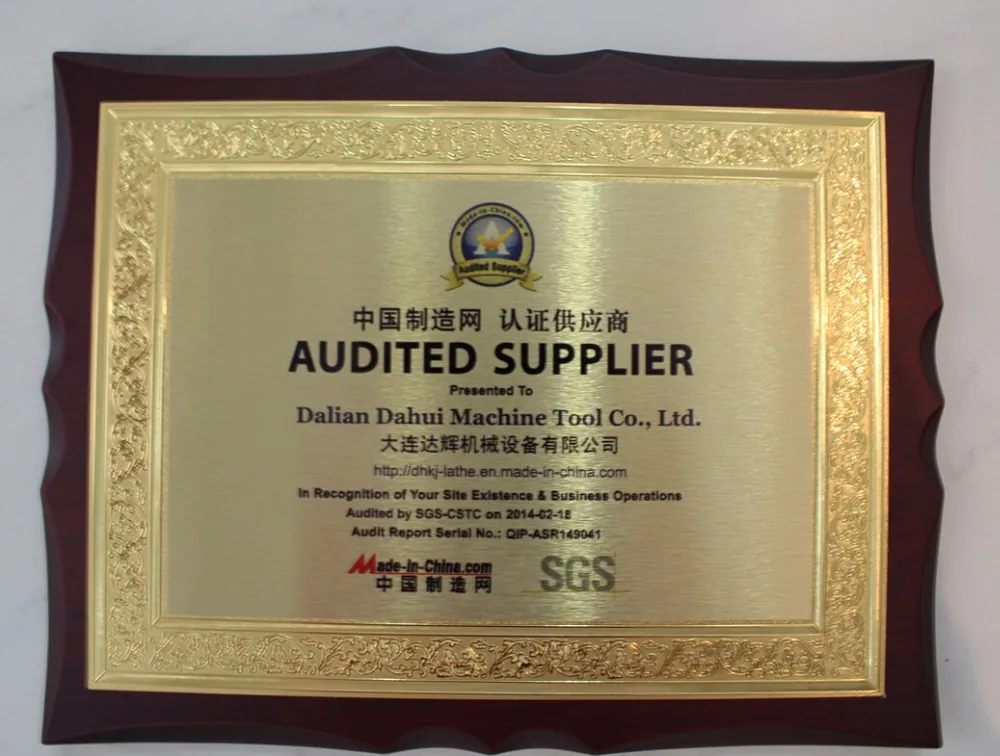 Made-in-China.com
Audited Supplier
中国制造网 认证供应商
AUDITED SUPPLIER
Presented To
Dalian Dahui Machine Tool Co., Ltd.
大连达辉机械设备有限公司
http://dhkj-lathe.en.made-in-china.com
In Recognition of Your Site Existence & Business Operations
Audited by SGS-CSTC on 2014-02-18
Audit Report Serial No.: QIP-ASR149041
Made-in-China.com
中国制造网
SGS